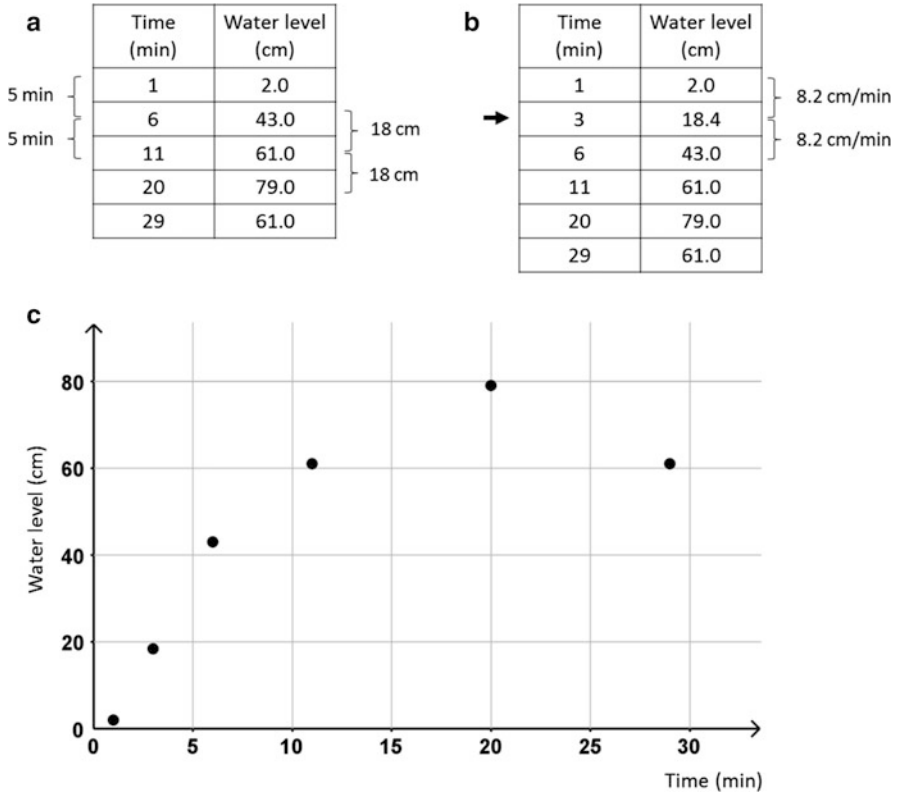 a
Time
(min)
Water level
(cm)
1 2.0
6 43.0
11 61.0
20 79.0
29 61.0
5 min
5 min
18 cm
18 cm
b
Time
(min)
Water level
(cm)
1 2.0
3 18.4
6 43.0
11 61.0
20 79.0
29 61.0
8.2 cm/min
8.2 cm/min
c
Water level (cm)
80
60
40
20
0
0 5 10 15 20 25 30
Time (min)